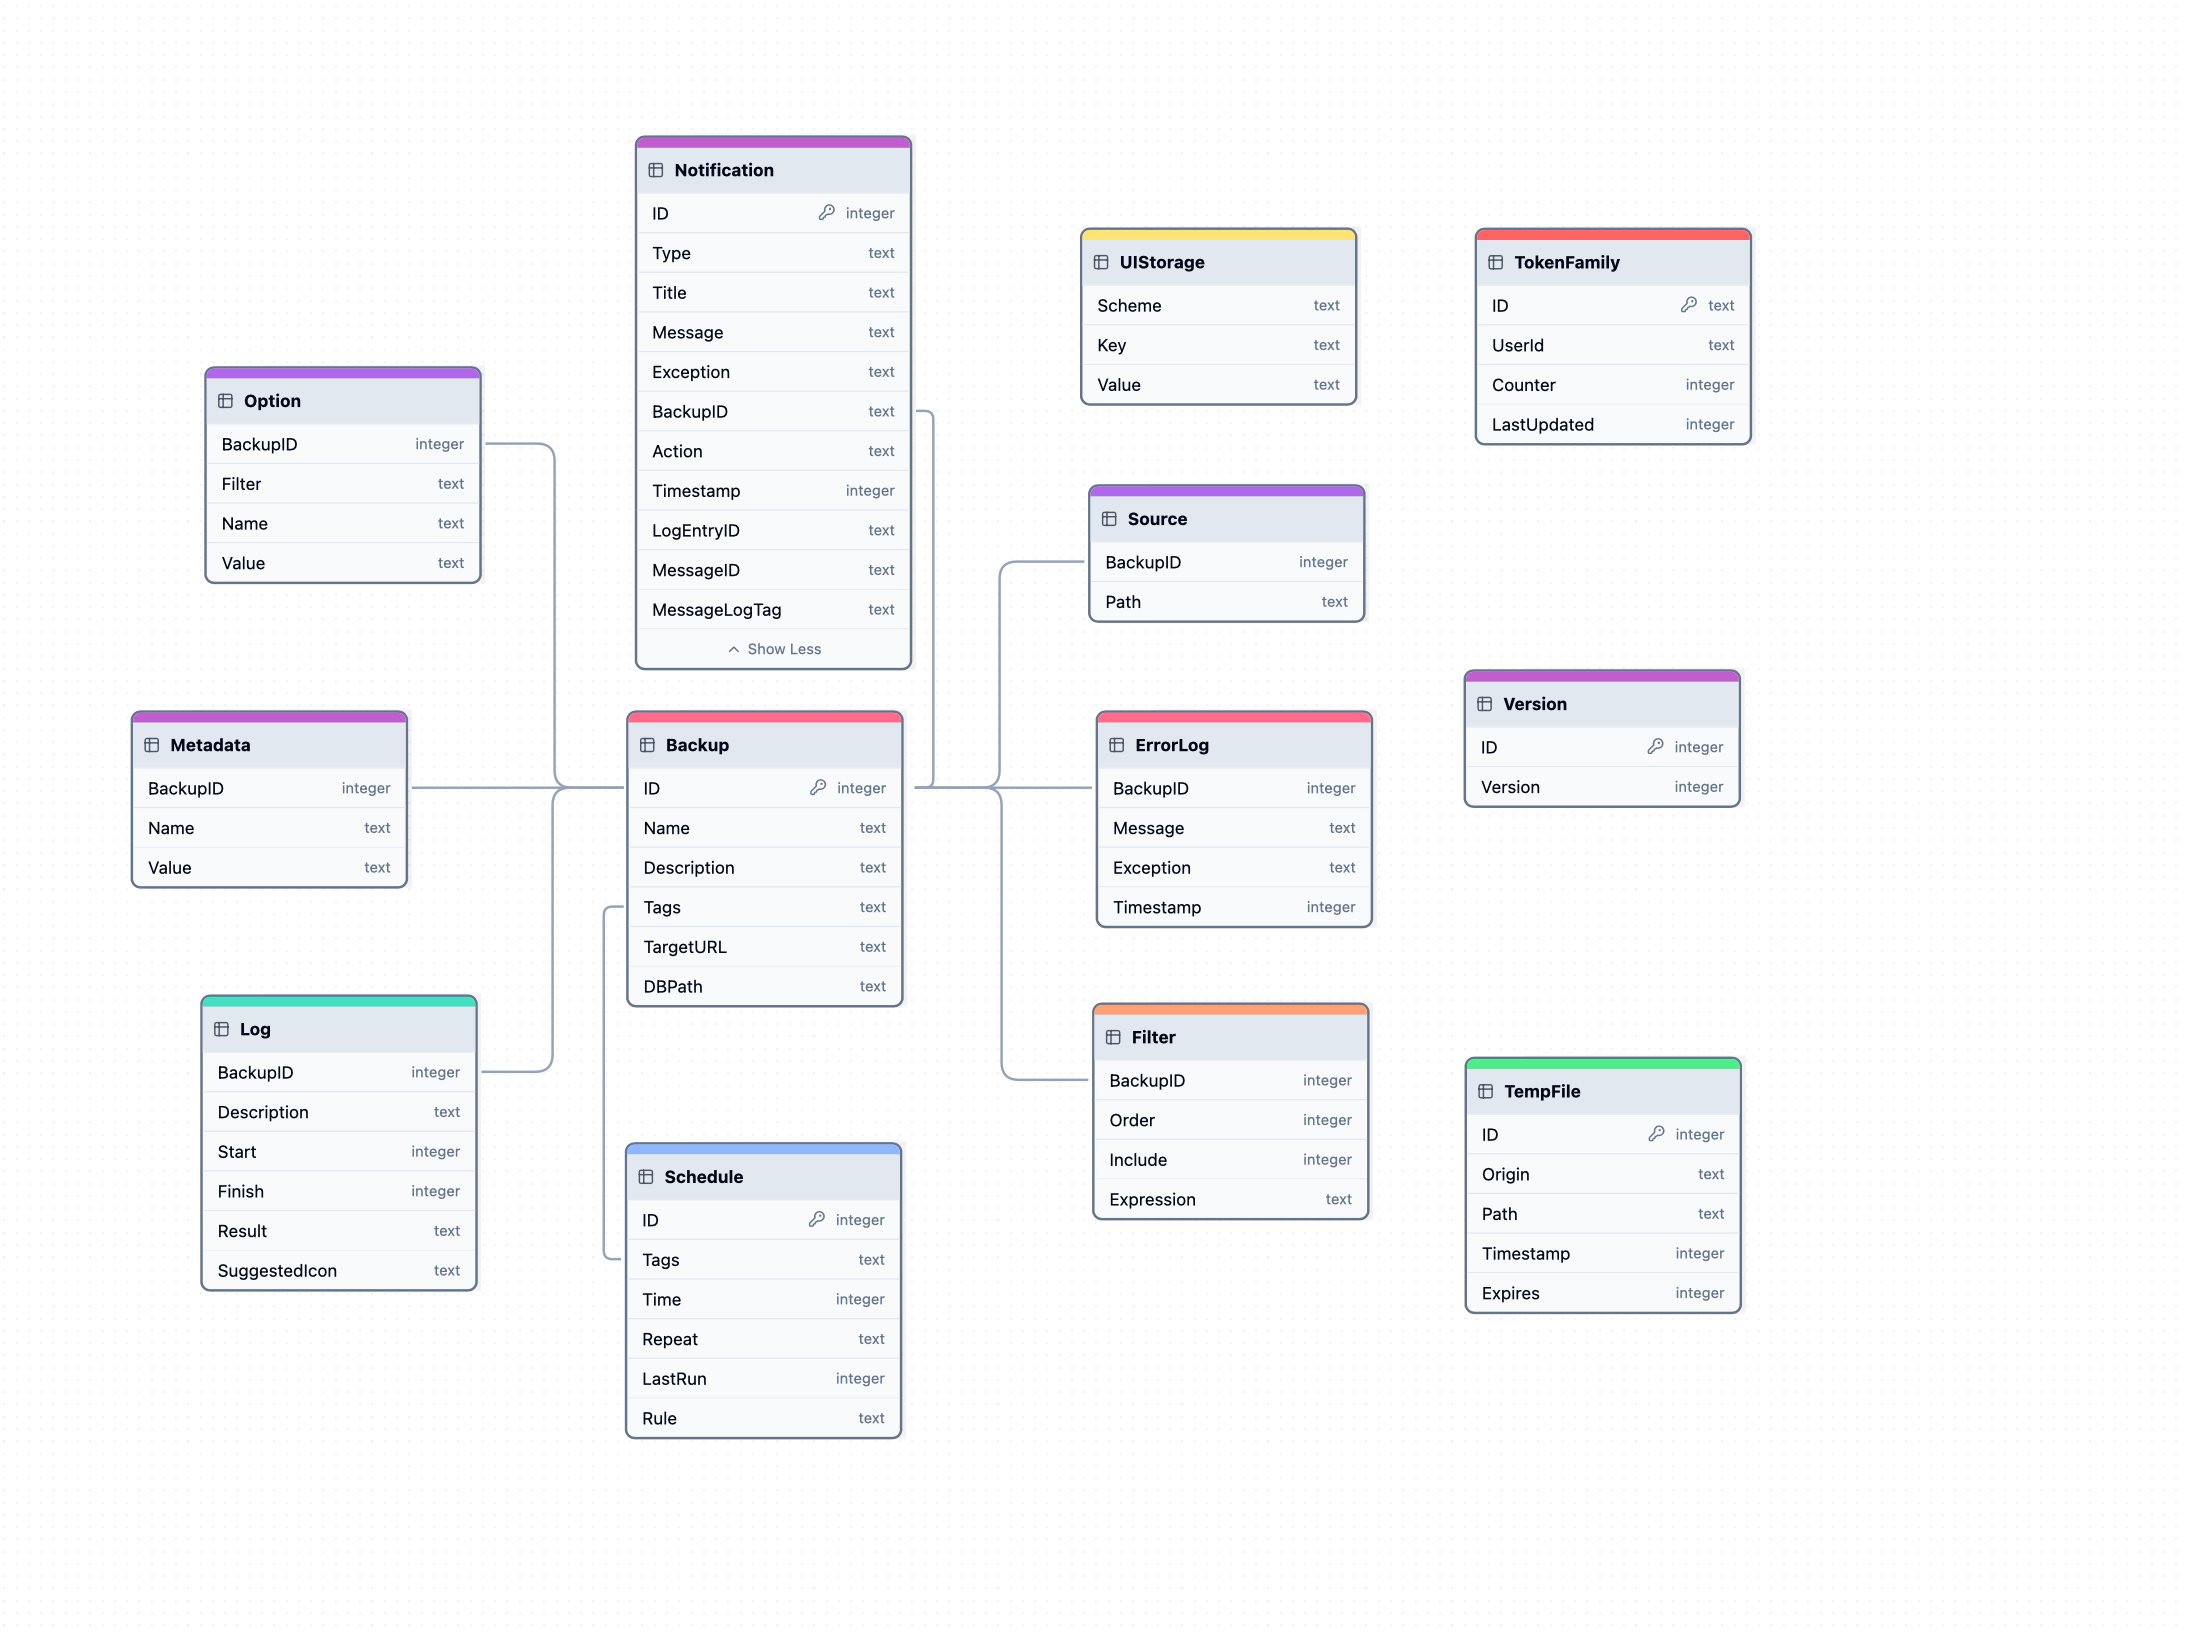 Notification
ID integer
Type text
Title text
Message text
Exception text
BackupID text
Action text
Timestamp integer
LogEntryID text
MessageID text
MessageLogTag text
Show Less
UIStorage
Scheme text
Key text
Value text
TokenFamily
ID text
UserId text
Counter integer
LastUpdated integer
Option
BackupID integer
Filter text
Name text
Value text
Source
BackupID integer
Path text
Version
ID integer
Version integer
Metadata
BackupID integer
Name text
Value text
Backup
ID integer
Name text
Description text
Tags text
TargetURL text
DBPath text
ErrorLog
BackupID integer
Message text
Exception text
Timestamp integer
Log
BackupID integer
Description text
Start integer
Finish integer
Result text
SuggestedIcon text
Filter
BackupID integer
Order integer
Include integer
Expression text
TempFile
ID integer
Origin text
Path text
Timestamp integer
Expires integer
Schedule
ID integer
Tags text
Time integer
Repeat text
LastRun integer
Rule text